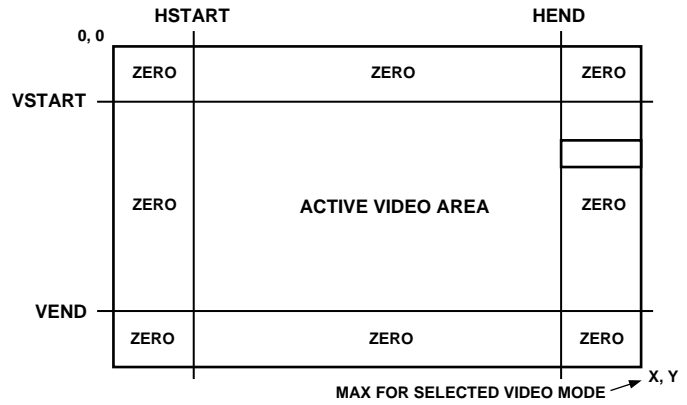 HSTART HEND
0, 0
ZERO ZERO ZERO
VSTART
ZERO ACTIVE VIDEO AREA ZERO
VEND
ZERO ZERO ZERO
X, Y
MAX FOR SELECTED VIDEO MODE